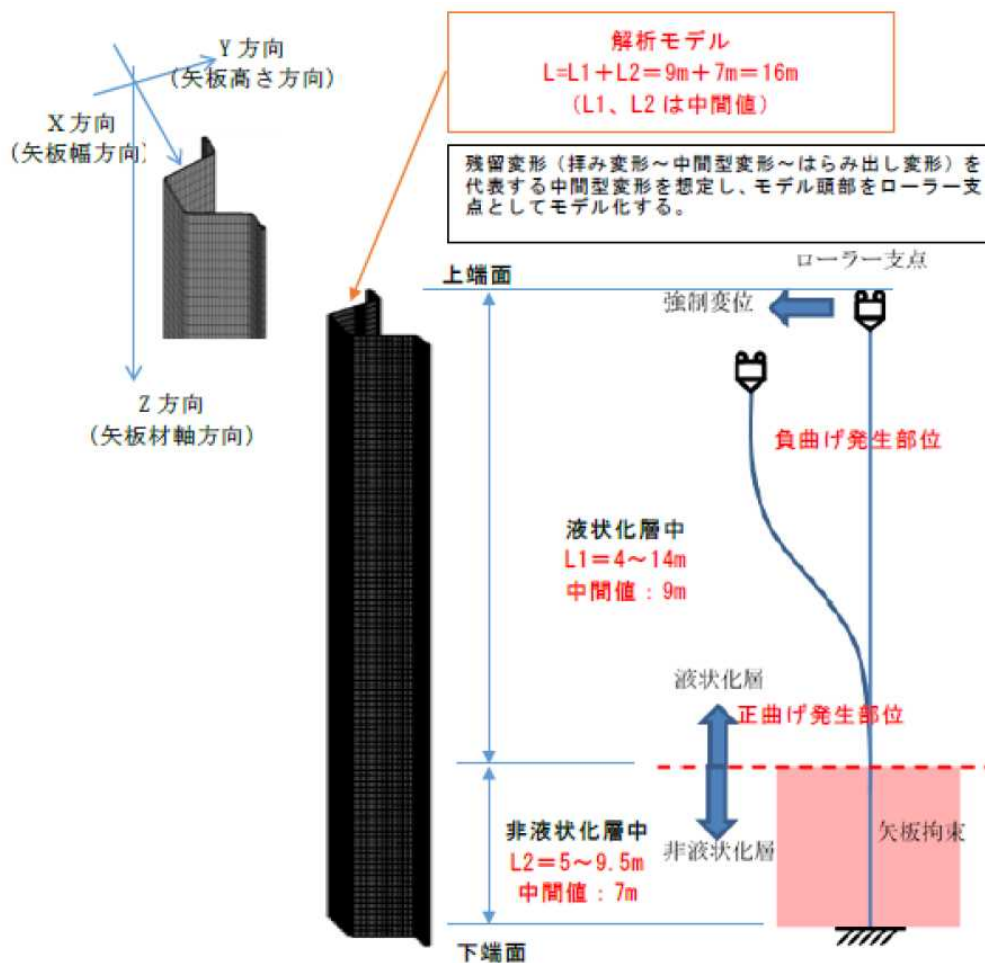 解析モデル
L=L1+L2=9m+7m=16m
(L1、L2 は中間値)
Y方向
(矢板高さ方向)
X方向
(矢板幅方向)
Z方向
(矢板材軸方向)
残留変形(拝み変形~中間型変形~はらみ出し変形)を
代表する中間型変形を想定し、モデル頭部をローラー支
点としてモデル化する。
上端面
ローラー支点
強制変位
負曲げ発生部位
液状化層中
L1=4~14m
中間値:9m
液状化層
正曲げ発生部位
非液状化層中
L2=5~9.5m
中間値:7m
非液状化層
矢板拘束
下端面